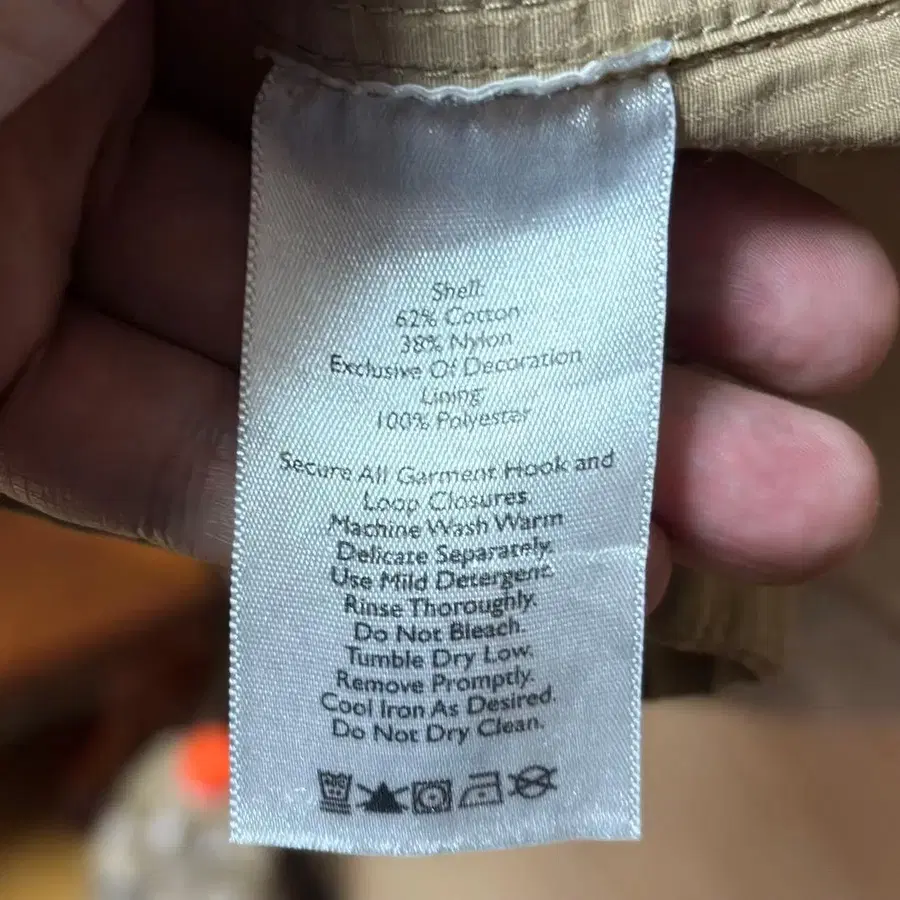 Shell:
62% Cotton
38% Nylon
Exclusive Of Decoration
Lining:
100% Polyester
Secure All Garment Hook and
Loop Closures
Machine Wash Warm
Delicate Separately.
Use Mild Detergent.
Rinse Thoroughly.
Do Not Bleach.
Tumble Dry Low.
Remove Promptly.
Cool Iron As Desired.
Do Not Dry Clean.